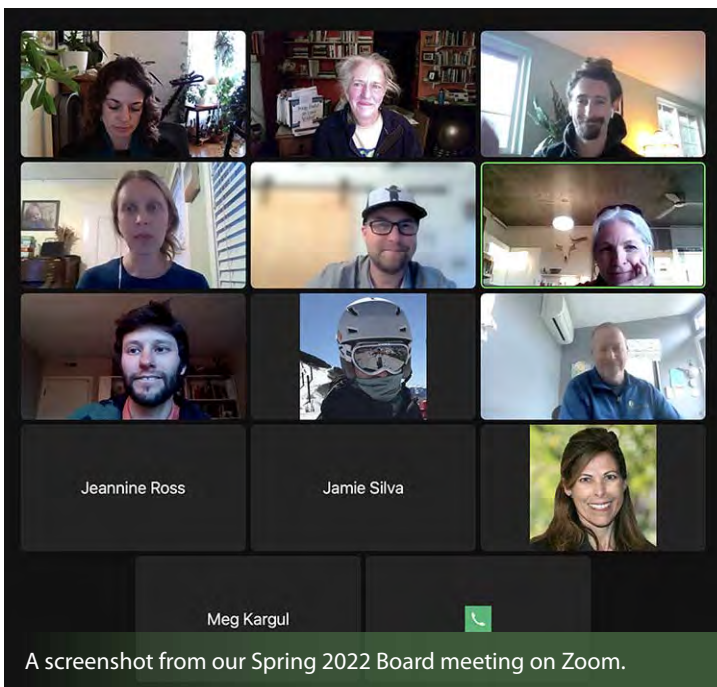 Jeannine Ross
Jamie Silva
Meg Kargul
A screenshot from our Spring 2022 Board meeting on Zoom.